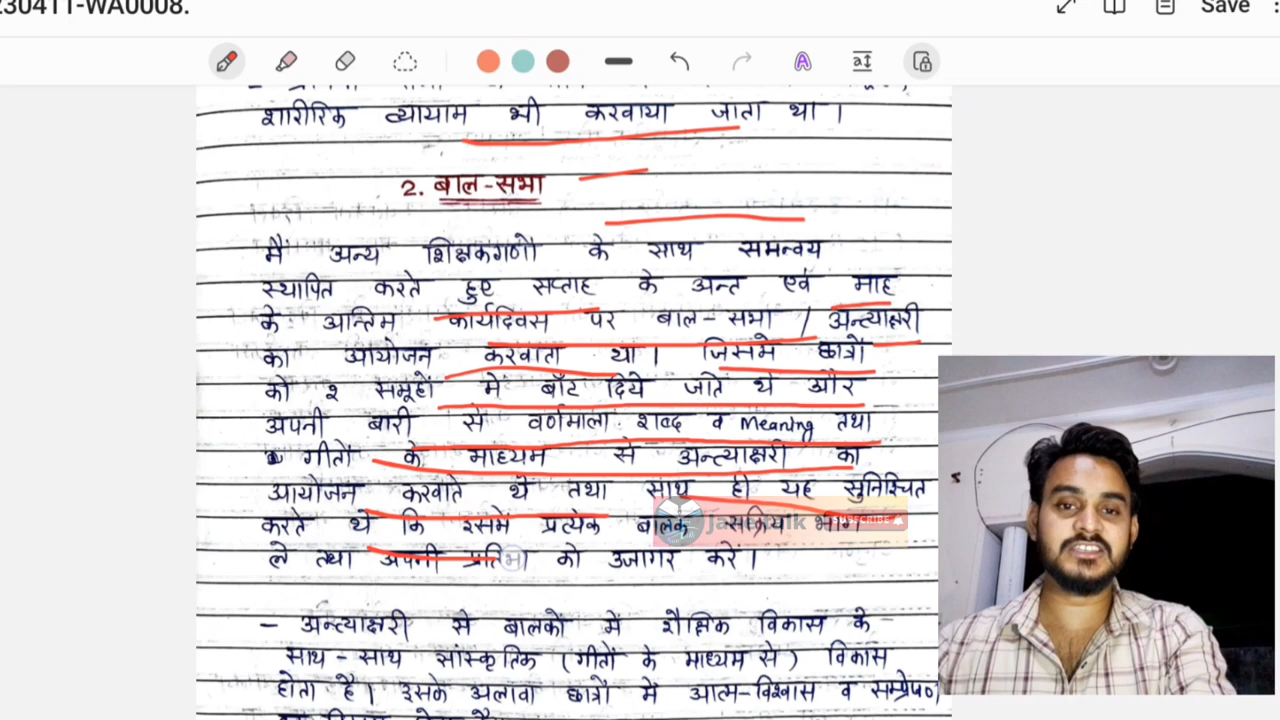 230411-WA0008.
Save
शारीरिक व्यायाम भी करवाया जाता था।
2. बाल-सभा
मैं अन्य शिक्षकगणों के साथ समन्वय
स्थापित करते हुए सप्ताह के अन्त एवं माह
के अन्तिम कार्यदिवस पर बाल-सभा / अन्त्याक्षरी
का आयोजन करवाता था। जिसमे छात्रों
को 2 समूहों में बाँट दिये जाते थे और
अपनी बारी से वर्णमाला शब्द व Meaning तथा
गीतों के माध्यम से अन्त्याक्षरी का
आयोजन करवाते थे तथा साथ ही यह सुनिश्चित
करते थे कि इसमें प्रत्येक बालक सक्रिय भाग
ले तथा अपनी प्रतिभा को उजागर करें।
SUBSCRIBE
- अन्त्याक्षरी से बालकों में शैक्षिक विकास के
साथ-साथ सांस्कृतिक (गीतों के माध्यम से) विकास
होता है। इसके अलावा छात्रों में आत्म-विश्वास व